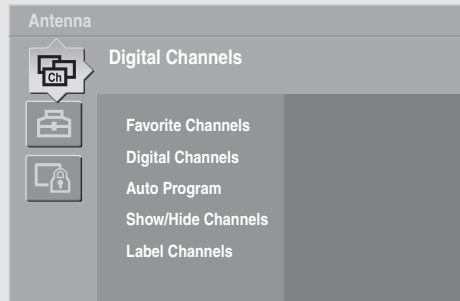 Antenna
Ch
Digital Channels
Favorite Channels
Digital Channels
Auto Program
Show/Hide Channels
Label Channels